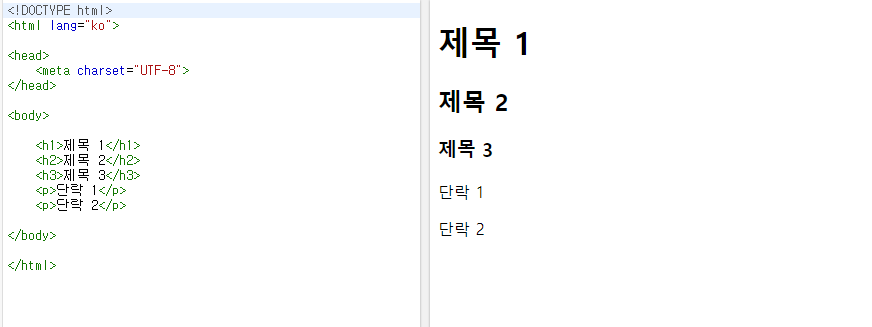 <!DOCTYPE html>
<html lang="ko">
<head>
<meta charset="UTF-8">
</head>
<body>
<h1>제목 1</h1>
<h2>제목 2</h2>
<h3>제목 3</h3>
<p>단락 1</p>
<p>단락 2</p>
</body>
</html>
제목 1
제목 2
제목 3
단락 1
단락 2